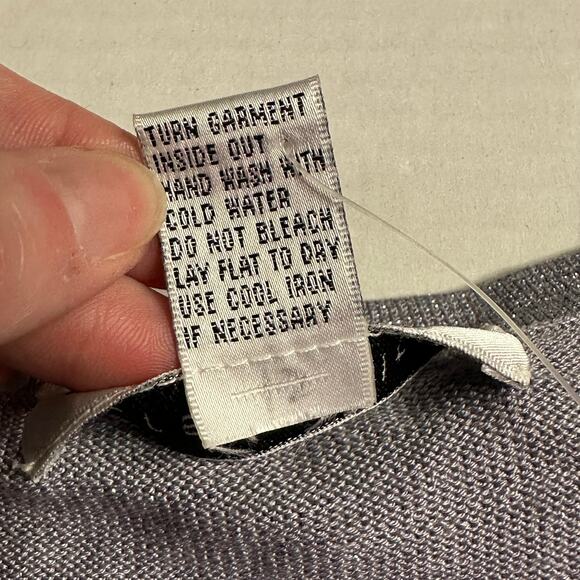 TURN GARMENT
INSIDE OUT
HAND WASH WITH
COLD WATER
DO NOT BLEACH
LAY FLAT TO DRY
USE COOL IRON
IF NECESSARY